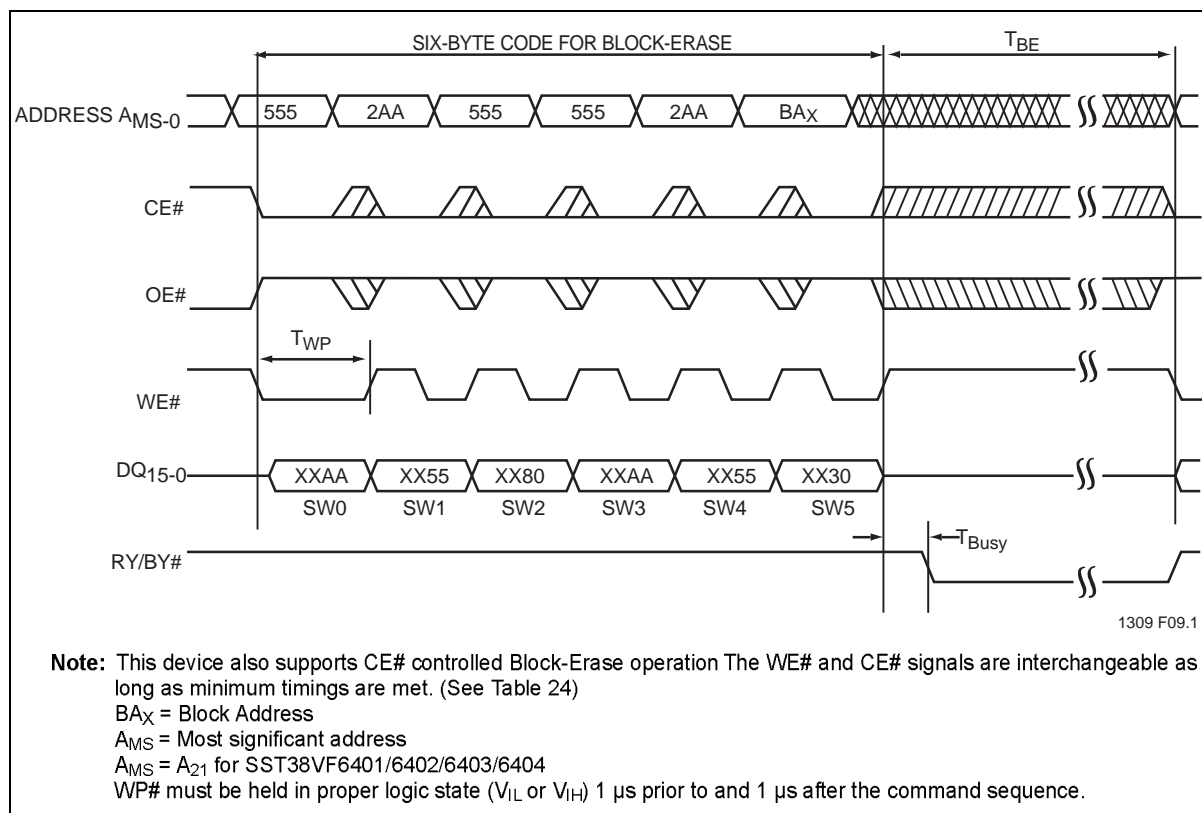 SIX-BYTE CODE FOR BLOCK-ERASE TBE
ADDRESS AMS-0 555 2AA 555 555 2AA BAX
CE#
OE#
TWP
WE#
DQ15-0 XXAA XX55 XX80 XXAA XX55 XX30
SW0 SW1 SW2 SW3 SW4 SW5
TBusy
RY/BY#
1309 F09.1
Note: This device also supports CE# controlled Block-Erase operation The WE# and CE# signals are interchangeable as
long as minimum timings are met. (See Table 24)
BAX = Block Address
AMS = Most significant address
AMS = A21 for SST38VF6401/6402/6403/6404
WP# must be held in proper logic state (VIL or VIH) 1 µs prior to and 1 µs after the command sequence.